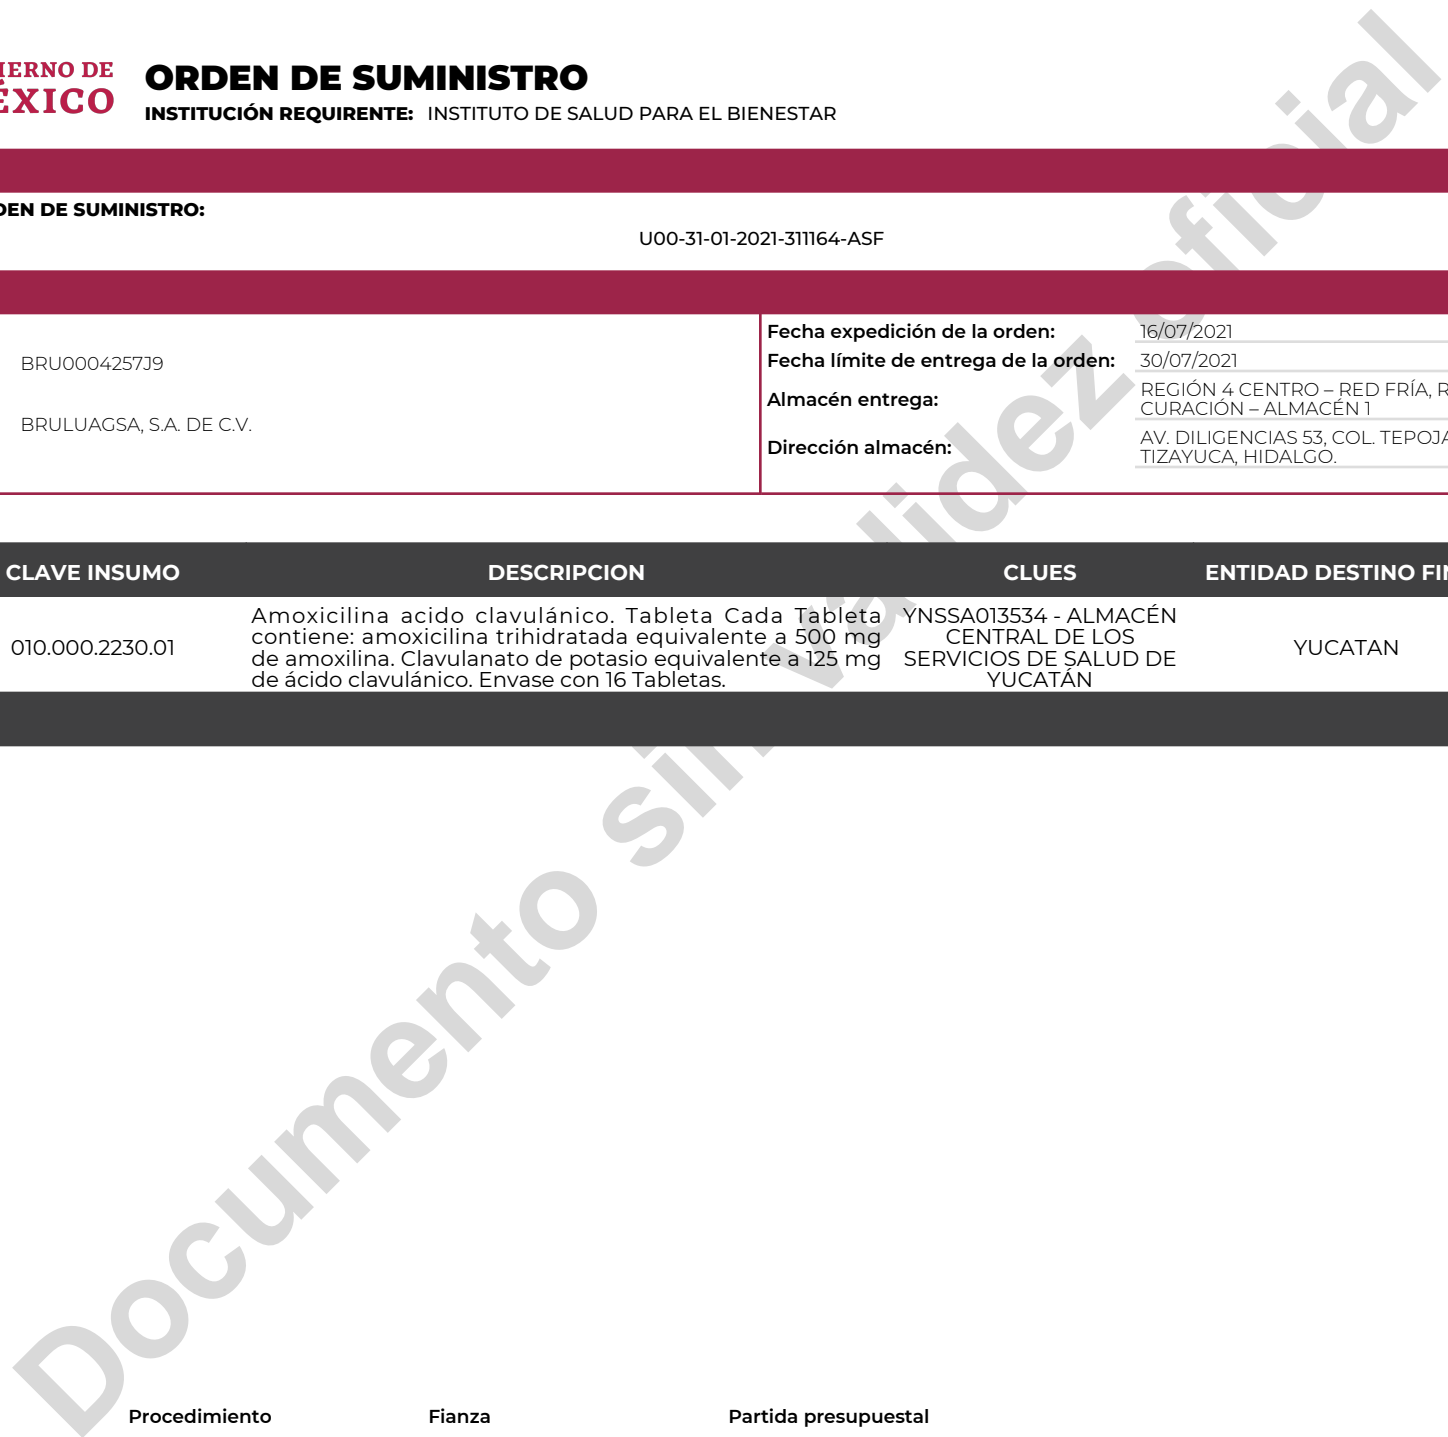 ORDEN DE SUMINISTRO
INSTITUCIÓN REQUIRENTE: INSTITUTO DE SALUD PARA EL BIENESTAR
DE
DE SUMINISTRO:
U00-31-01-2021-311164-ASF
BRU0004257J9
BRULUAGSA, S.A. DE C.V.
Fecha expedición de la orden: 16/07/2021
Fecha límite de entrega de la orden: 30/07/2021
Almacén entrega: REGIÓN 4 CENTRO – RED FRÍA,
CURACIÓN – ALMACÉN 1
Dirección almacén: AV. DILIGENCIAS 53, COL.
TIZAYUCA, HIDALGO.
CLAVE INSUMO DESCRIPCION CLUES ENTIDAD DESTINO
010.000.2230.01
Amoxicilina acido clavulánico. Tableta Cada Tableta
contiene: amoxicilina trihidratada equivalente a 500 mg
de amoxilina. Clavulanato de potasio equivalente a 125 mg
de ácido clavulánico. Envase con 16 Tabletas.
YNSSA013534 - ALMACÉN
CENTRAL DE LOS
SERVICIOS DE SALUD DE
YUCATÁN
YUCATAN
Documento sin validez oficial
Procedimiento Fianza Partida presupuestal